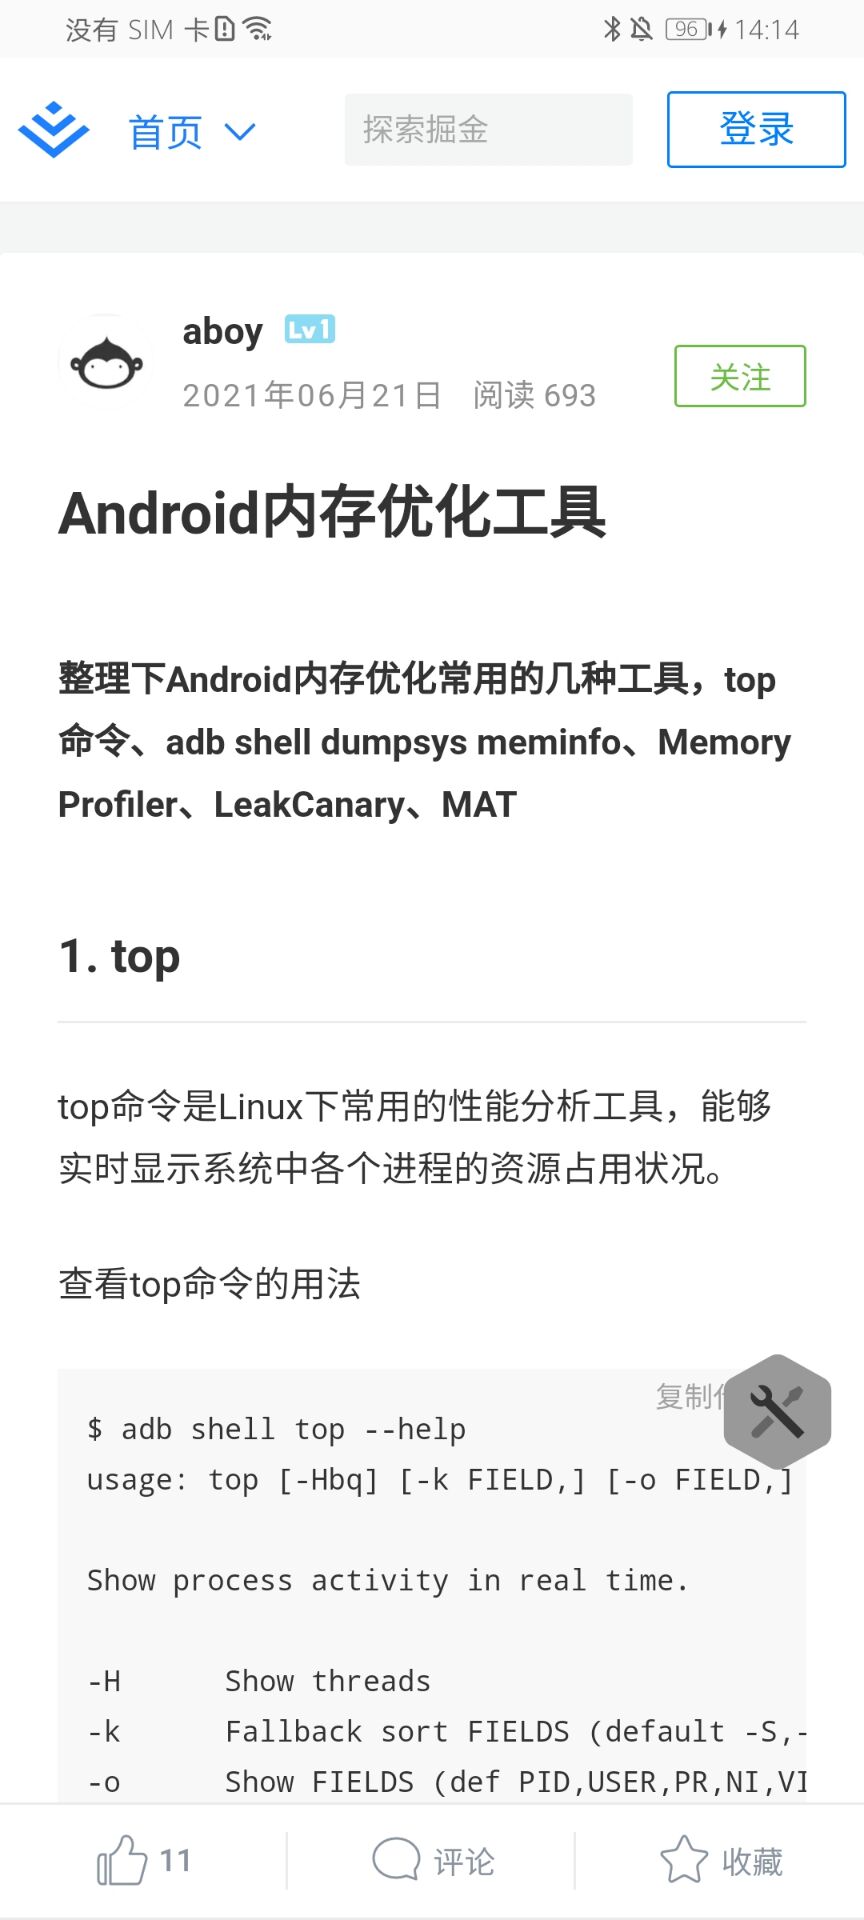 没有 SIM 卡 96 14:14
首页 探索掘金 登录
aboy Lv1
2021年06月21日 阅读 693 关注
Android内存优化工具
整理下Android内存优化常用的几种工具，top
命令、adb shell dumpsys meminfo、Memory
Profiler、LeakCanary、MAT
1. top
top命令是Linux下常用的性能分析工具，能够
实时显示系统中各个进程的资源占用状况。
查看top命令的用法
复制
$ adb shell top --help
usage: top [-Hbq] [-k FIELD,] [-o FIELD,]
Show process activity in real time.
-H Show threads
-k Fallback sort FIELDS (default -S,-
-o Show FIELDS (def PID,USER,PR,NI,VI
11 评论 收藏